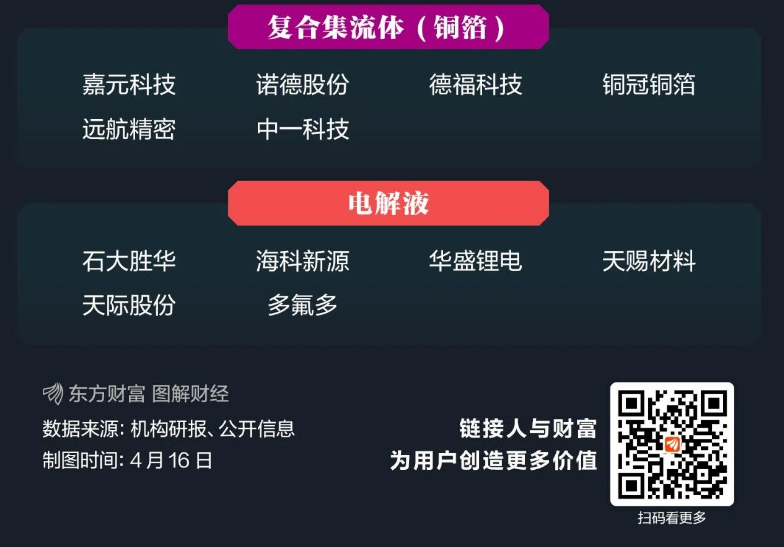 复合集流体（铜箔）
嘉元科技 诺德股份 德福科技 铜冠铜箔
远航精密 中一科技
电解液
石大胜华 海科新源 华盛锂电 天赐材料
天际股份 多氟多
东方财富 图解财经
数据来源：机构研报、公开信息
制图时间：4月16日
链接人与财富
为用户创造更多价值
扫码看更多